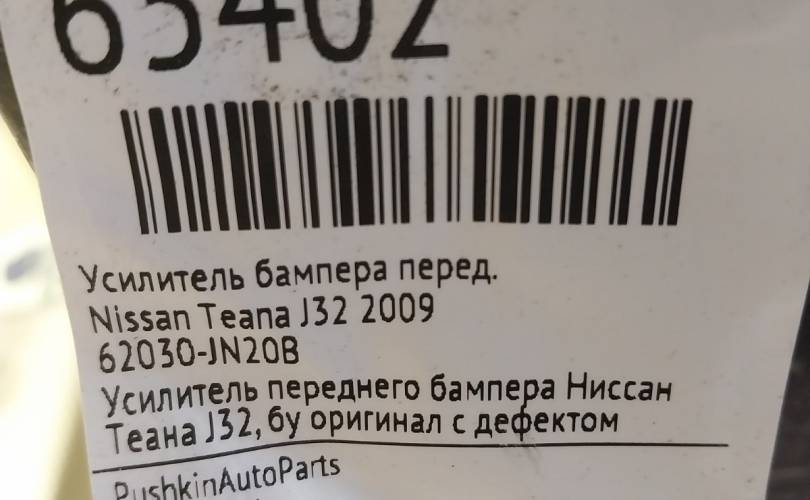 65402
Усилитель бампера перед.
Nissan Teana J32 2009
62030-JN20B
Усилитель переднего бампера Ниссан
Теана J32, бу оригинал с дефектом
PushkinAutoParts